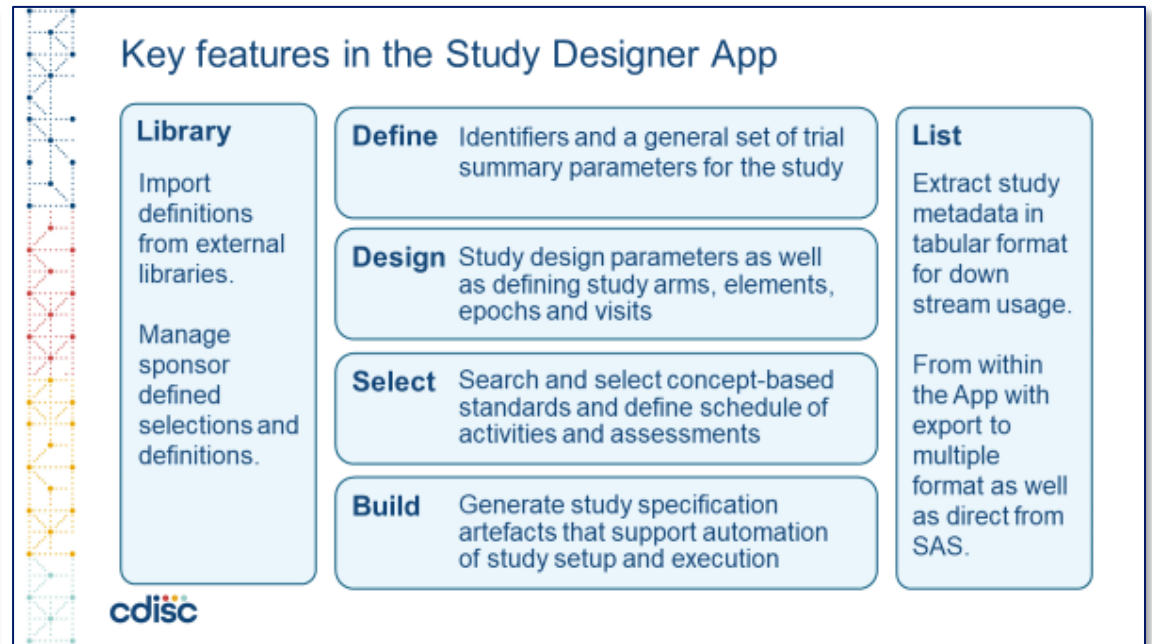 Key features in the Study Designer App
Library
Import
definitions
from external
libraries.
Manage
sponsor
defined
selections and
definitions.
Define
Identifiers and a general set of trial
summary parameters for the study
Design
Study design parameters as well
as defining study arms, elements,
epochs and visits
Select
Search and select concept-based
standards and define schedule of
activities and assessments
Build
Generate study specification
artefacts that support automation
of study setup and execution
List
Extract study
metadata in
tabular format
for down
stream usage.
From within
the App with
export to
multiple
format as well
as direct from
SAS.
cdisc